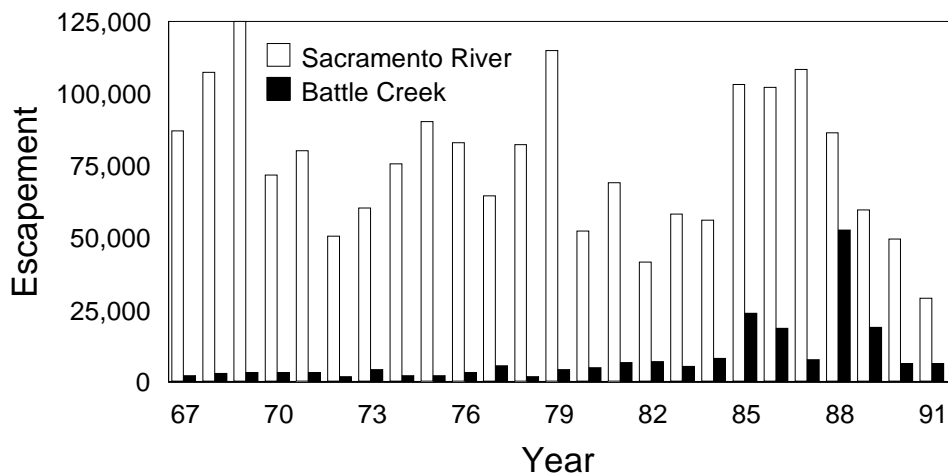 125,000
100,000
75,000
50,000
25,000
0
Escapement
Sacramento River
Battle Creek
67 70 73 76 79 82 85 88 91
Year